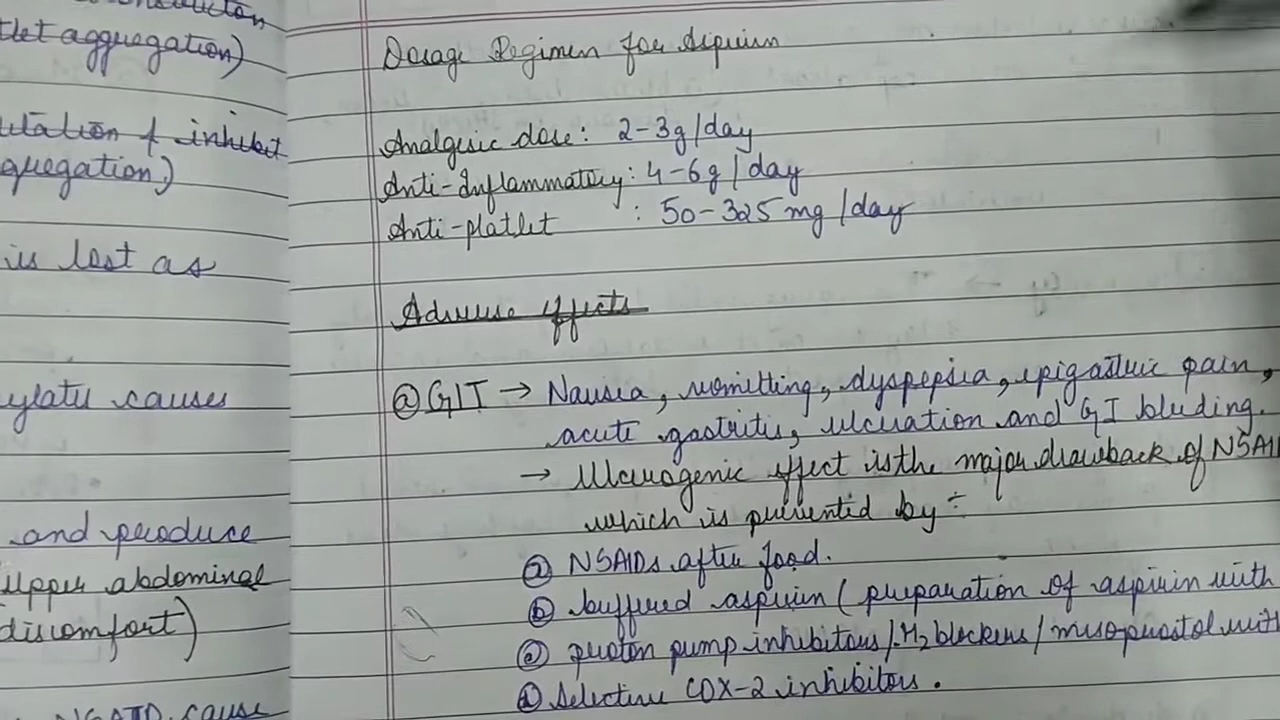 tlet aggregation)
gregation)
is lost as
ylate causes
and produce
upper abdominal
discomfort)
cause
Dosage Regimen for Aspirin
Analgesic dose: 2-3g/day
Anti-Inflammatory: 4-6g/day
Anti-platlet : 50-325 mg/day
Adverse effects
ⓐ GIT → Nausea, vomitting, dyspepsia, epigastric pain,
acute gastritis, ulceration and GI bleeding.
→ Ulcerogenic effect is the major drawback of NSAI
which is prevented by ÷
ⓐ NSAIDs after food.
ⓑ buffered aspirin (preparation of aspirin with
ⓒ proton pump inhibitors/H2 blockers/misoprostol with
ⓓ Selective COX-2 inhibitors.